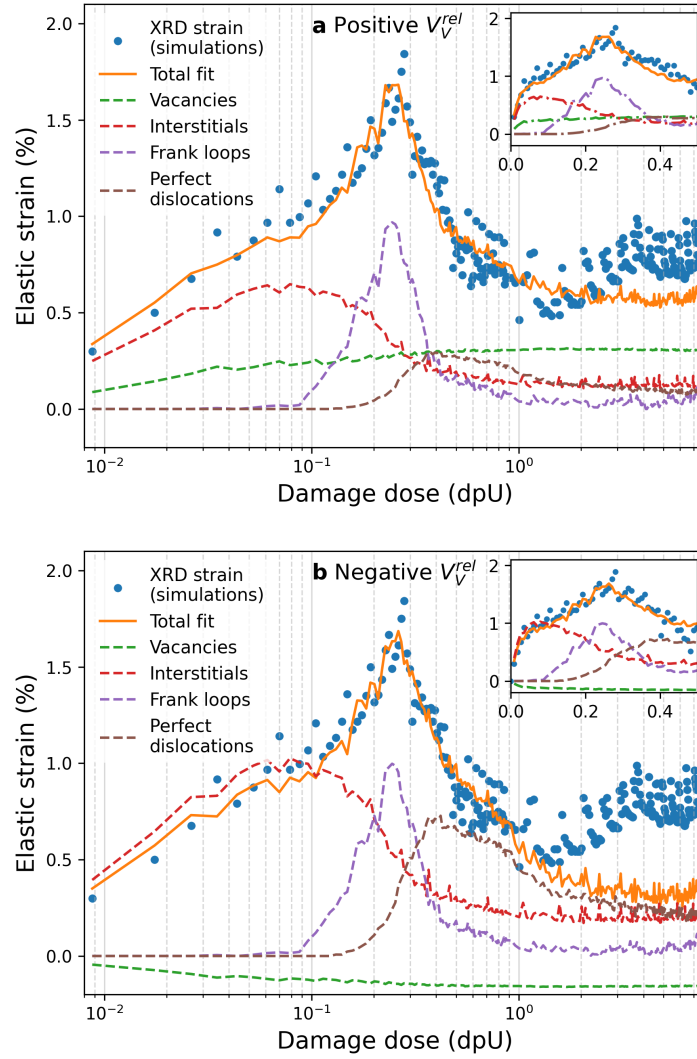 a Positive V_V^{rel}
XRD strain
(simulations)
Total fit
Vacancies
Interstitials
Frank loops
Perfect
dislocations
2.0
1.5
1.0
0.5
0.0
Elastic strain (%)
10^{-2}
10^{-1}
10^{0}
Damage dose (dpU)
2
1
0
0.0
0.2
0.4
b Negative V_V^{rel}
XRD strain
(simulations)
Total fit
Vacancies
Interstitials
Frank loops
Perfect
dislocations
2.0
1.5
1.0
0.5
0.0
Elastic strain (%)
10^{-2}
10^{-1}
10^{0}
Damage dose (dpU)
2
1
0
0.0
0.2
0.4